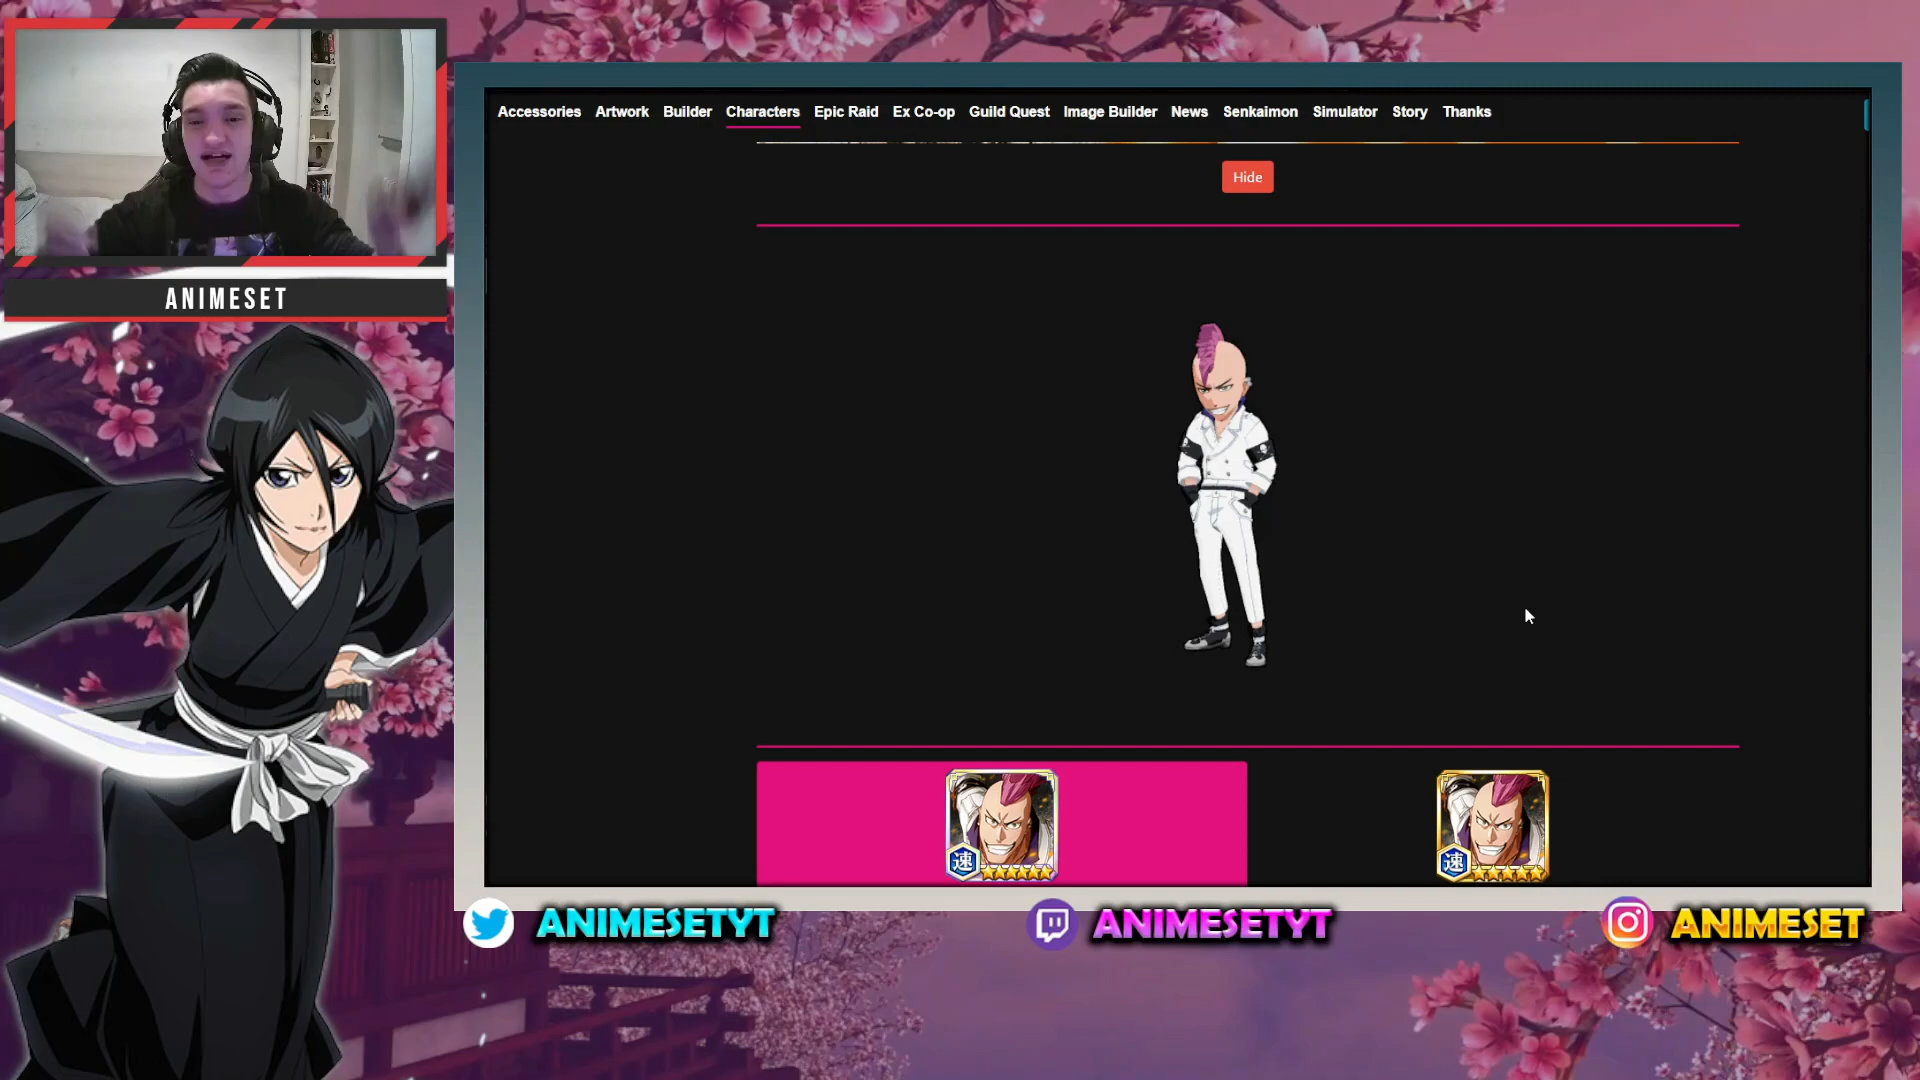 Accessories Artwork Builder Characters Epic Raid Ex Co-op Guild Quest Image Builder News Senkaimon Simulator Story Thanks
Hide
ANIMESET
速
速
ANIMESETYT
ANIMESETYT
ANIMESET